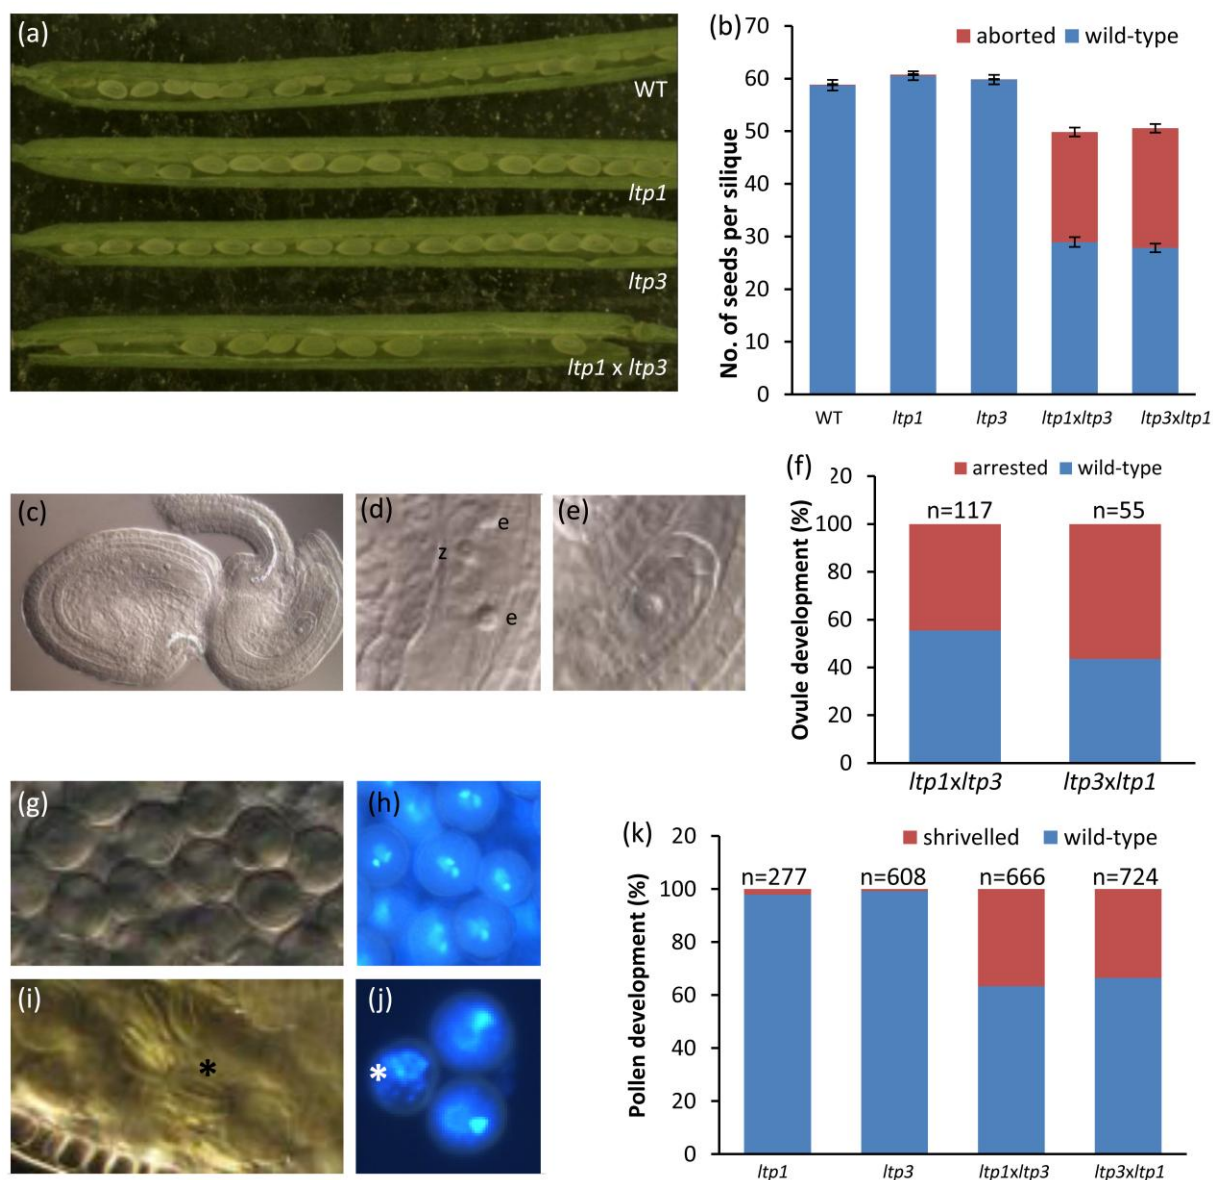 (a)
WT
ltp1
ltp3
ltp1 x ltp3
(b)
aborted wild-type
No. of seeds per silique
70
60
50
40
30
20
10
0
WT ltp1 ltp3 ltp1xltp3 ltp3xltp1
(c)
(d)
e
z
e
(e)
(f)
arrested wild-type
Ovule development (%)
20
100
80
60
40
20
0
n=117 n=55
ltp1xltp3 ltp3xltp1
(g)
(h)
(i)
*
(j)
*
(k)
shrivelled wild-type
Pollen development (%)
20
100
80
60
40
20
0
n=277 n=608 n=666 n=724
ltp1 ltp3 ltp1xltp3 ltp3xltp1